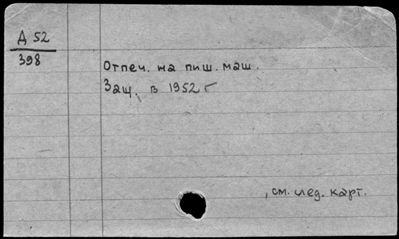 Д 52
398
Отпеч. на пиш. маш.
Защ. в 1952 г
см. след. карт.